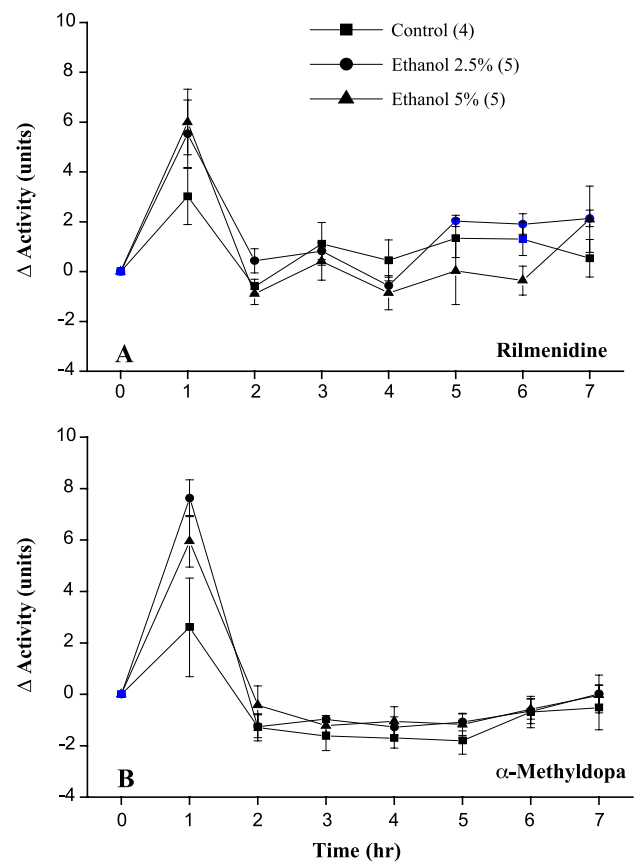 10
8
6
4
2
0
-2
-4
Δ Activity (units)
Control (4)
Ethanol 2.5% (5)
Ethanol 5% (5)
A
Rilmenidine
0 1 2 3 4 5 6 7
10
8
6
4
2
0
-2
-4
Δ Activity (units)
B
α-Methyldopa
0 1 2 3 4 5 6 7
Time (hr)